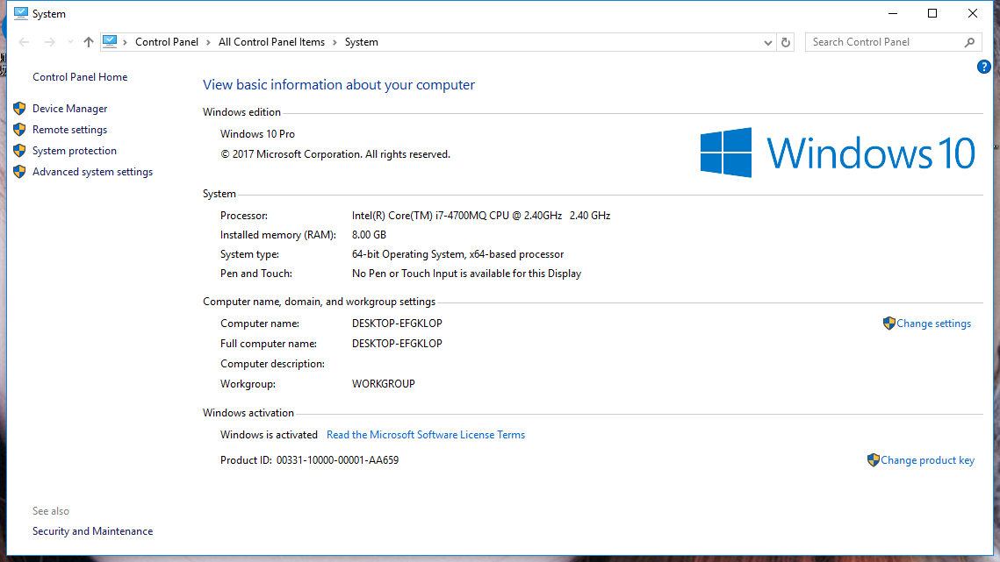 System
Control Panel > All Control Panel Items > System
Search Control Panel
?
Control Panel Home
Device Manager
Remote settings
System protection
Advanced system settings
View basic information about your computer
Windows edition
Windows 10 Pro
© 2017 Microsoft Corporation. All rights reserved.
Windows 10
System
Processor: Intel(R) Core(TM) i7-4700MQ CPU @ 2.40GHz 2.40 GHz
Installed memory (RAM): 8.00 GB
System type: 64-bit Operating System, x64-based processor
Pen and Touch: No Pen or Touch Input is available for this Display
Computer name, domain, and workgroup settings
Computer name: DESKTOP-EFGKLOP
Change settings
Full computer name: DESKTOP-EFGKLOP
Computer description:
Workgroup: WORKGROUP
Windows activation
Windows is activated Read the Microsoft Software License Terms
Product ID: 00331-10000-00001-AA659
Change product key
See also
Security and Maintenance